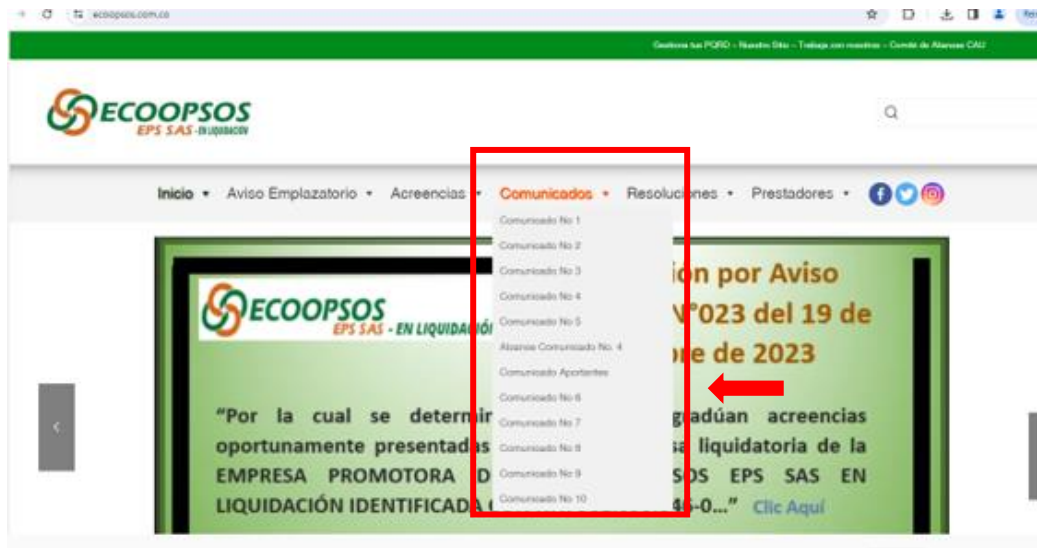 ecoopsos.com.co
Gestiona tus PQRD – Nuestro Sitio – Trabaja con nosotros – Comité de Alianzas CAU
ECOOPSOS
EPS SAS - EN LIQUIDACIÓN
Inicio Aviso Emplazatorio Acreencias Comunicados Resoluciones Prestadores
Comunicado No 1
Comunicado No 2
Comunicado No 3
Comunicado No 4
Comunicado No 5
Alcance Comunicado No. 4
Comunicado Aportantes
Comunicado No 6
Comunicado No 7
Comunicado No 8
Comunicado No 9
Comunicado No 10
ECOOPSOS
EPS SAS - EN LIQUIDACIÓN
ión por Aviso
N°023 del 19 de
bre de 2023
"Por la cual se determin gradúan acreencias
oportunamente presentadas sa liquidatoria de la
EMPRESA PROMOTORA D SOS EPS SAS EN
LIQUIDACIÓN IDENTIFICADA 46-0..." Clic Aquí